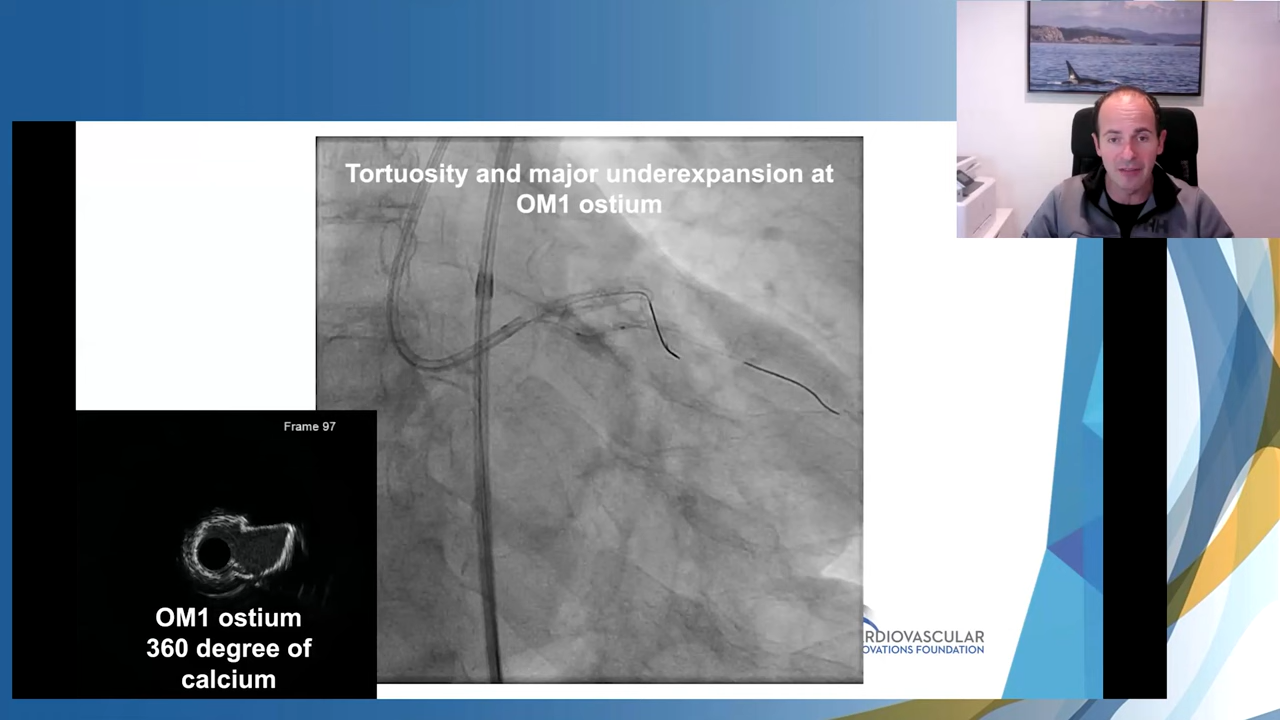 Tortuosity and major underexpansion at
OM1 ostium
Frame 97
OM1 ostium
360 degree of
calcium
RDIOVASCULAR
OVATIONS FOUNDATION